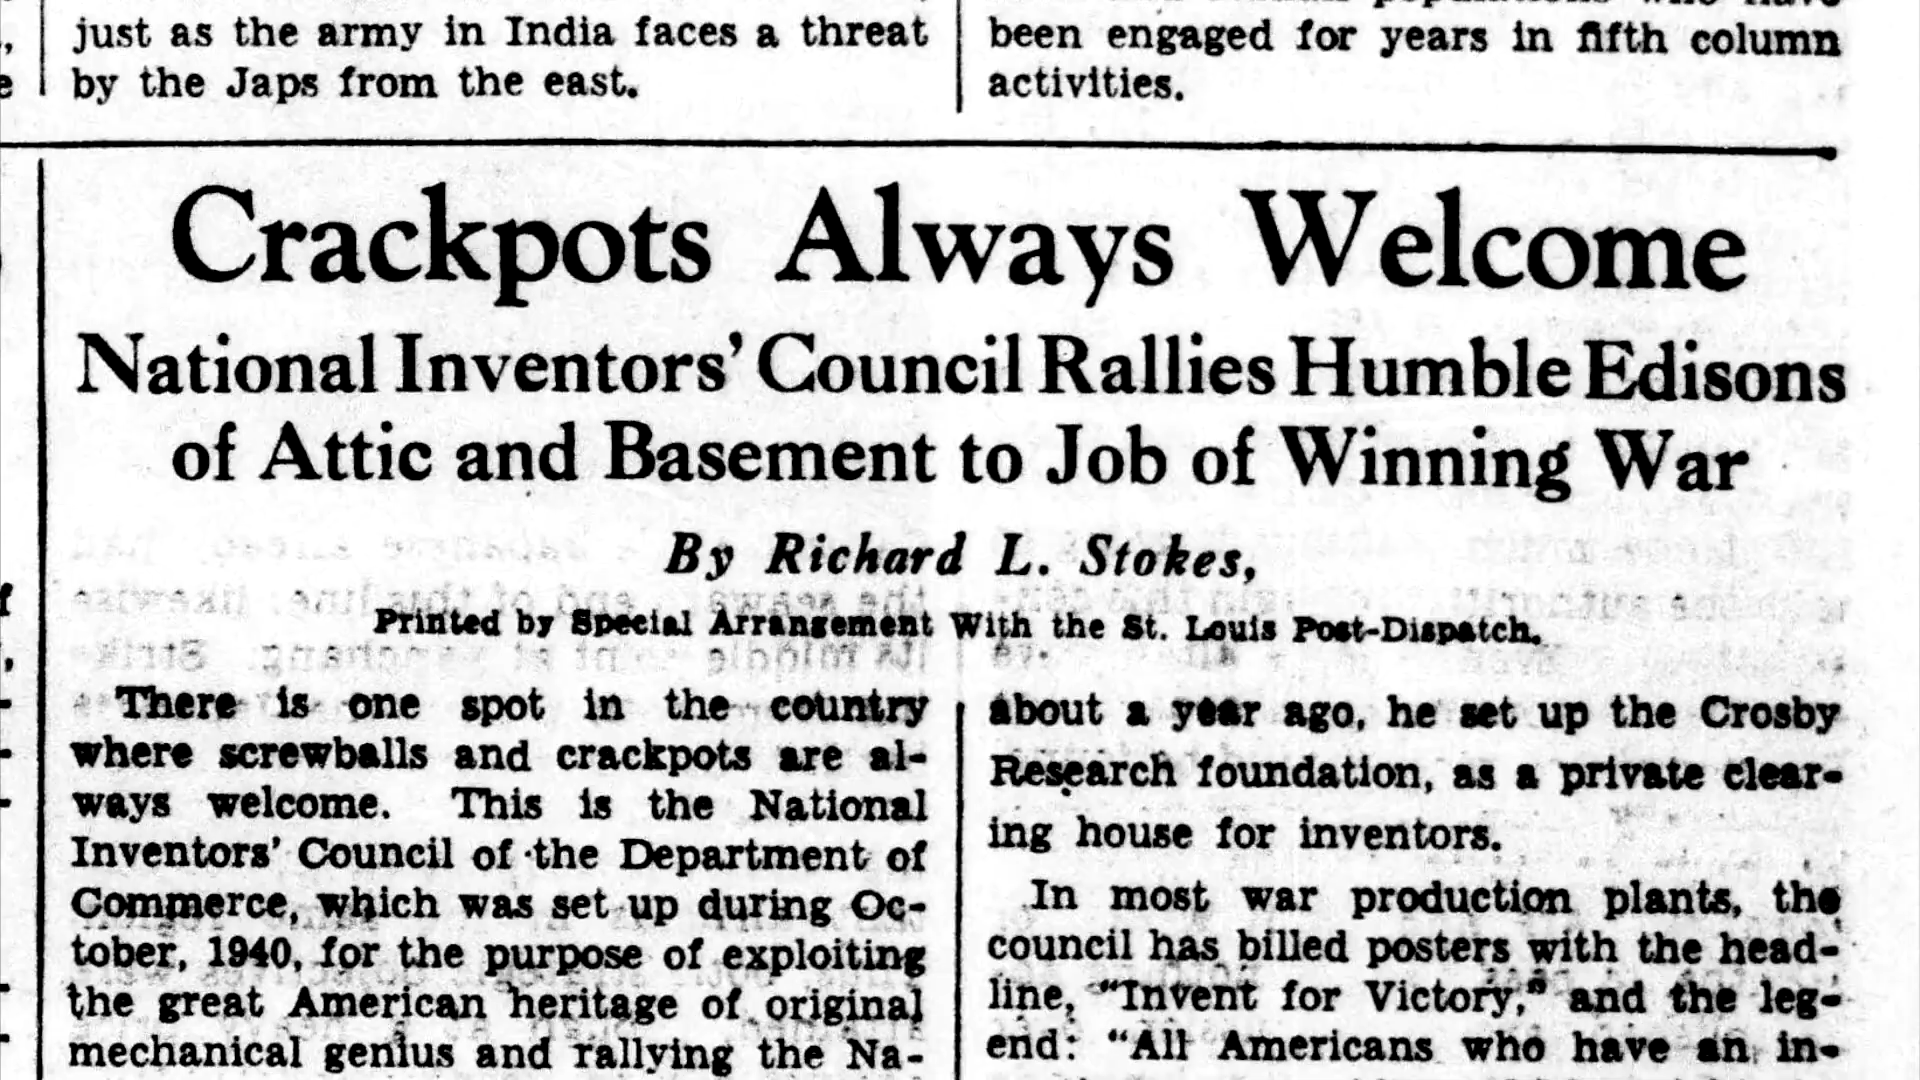 just as the army in India faces a threat
by the Japs from the east.
been engaged for years in fifth column
activities.
Crackpots Always Welcome
National Inventors' Council Rallies Humble Edisons
of Attic and Basement to Job of Winning War
By Richard L. Stokes,
Printed by Special Arrangement With the St. Louis Post-Dispatch.
There is one spot in the country
where screwballs and crackpots are al-
ways welcome. This is the National
Inventors' Council of the Department of
Commerce, which was set up during Oc-
tober, 1940, for the purpose of exploiting
the great American heritage of original
mechanical genius and rallying the Na-
about a year ago, he set up the Crosby
Research foundation, as a private clear-
ing house for inventors.
In most war production plants, the
council has billed posters with the head-
line, "Invent for Victory," and the leg-
end: "All Americans who have an in-